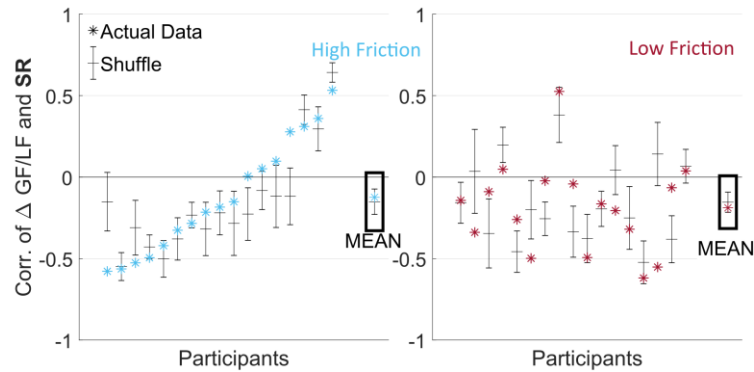 1
0.5
0
-0.5
-1
Corr. of Δ GF/LF and SR
Actual Data
Shuffle
High Friction
MEAN
Participants
1
0.5
0
-0.5
-1
Low Friction
MEAN
Participants